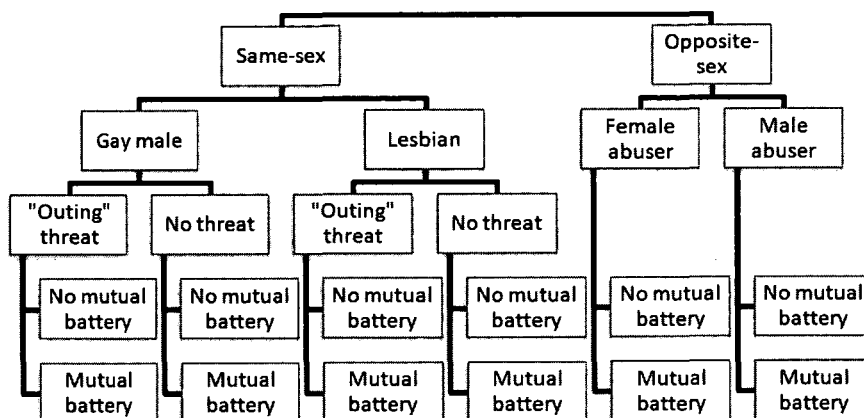 Same-sex
Opposite-
sex
Gay male
Lesbian
Female
abuser
Male
abuser
"Outing"
threat
No threat
"Outing"
threat
No threat
No mutual
battery
No mutual
battery
No mutual
battery
No mutual
battery
No mutual
battery
No mutual
battery
Mutual
battery
Mutual
battery
Mutual
battery
Mutual
battery
Mutual
battery
Mutual
battery